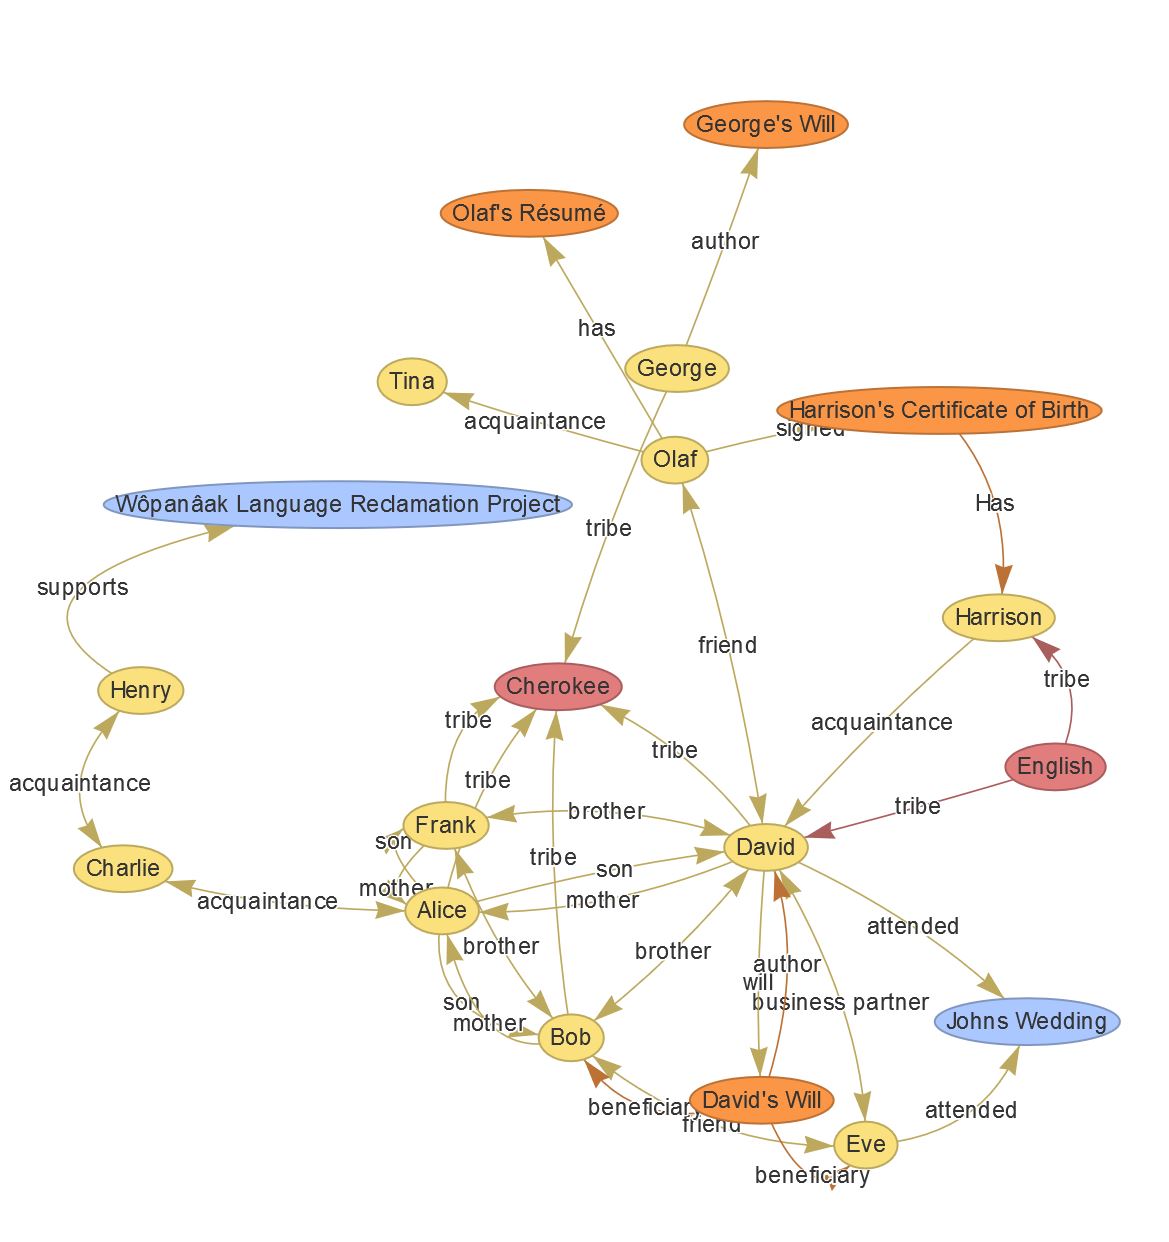 George's Will
Olaf's Résumé
author
has
George
Tina
Harrison's Certificate of Birth
acquaintance
signed
Olaf
Wôpanâak Language Reclamation Project
Has
tribe
supports
Harrison
friend
tribe
Cherokee
Henry
tribe
acquaintance
tribe
English
tribe
acquaintance
brother
tribe
Frank
son
David
tribe
Charlie
son
mother
acquaintance
mother
Alice
attended
brother
brother
author
will
son
business partner
mother
Johns Wedding
Bob
David's Will
beneficiary
attended
friend
Eve
beneficiary